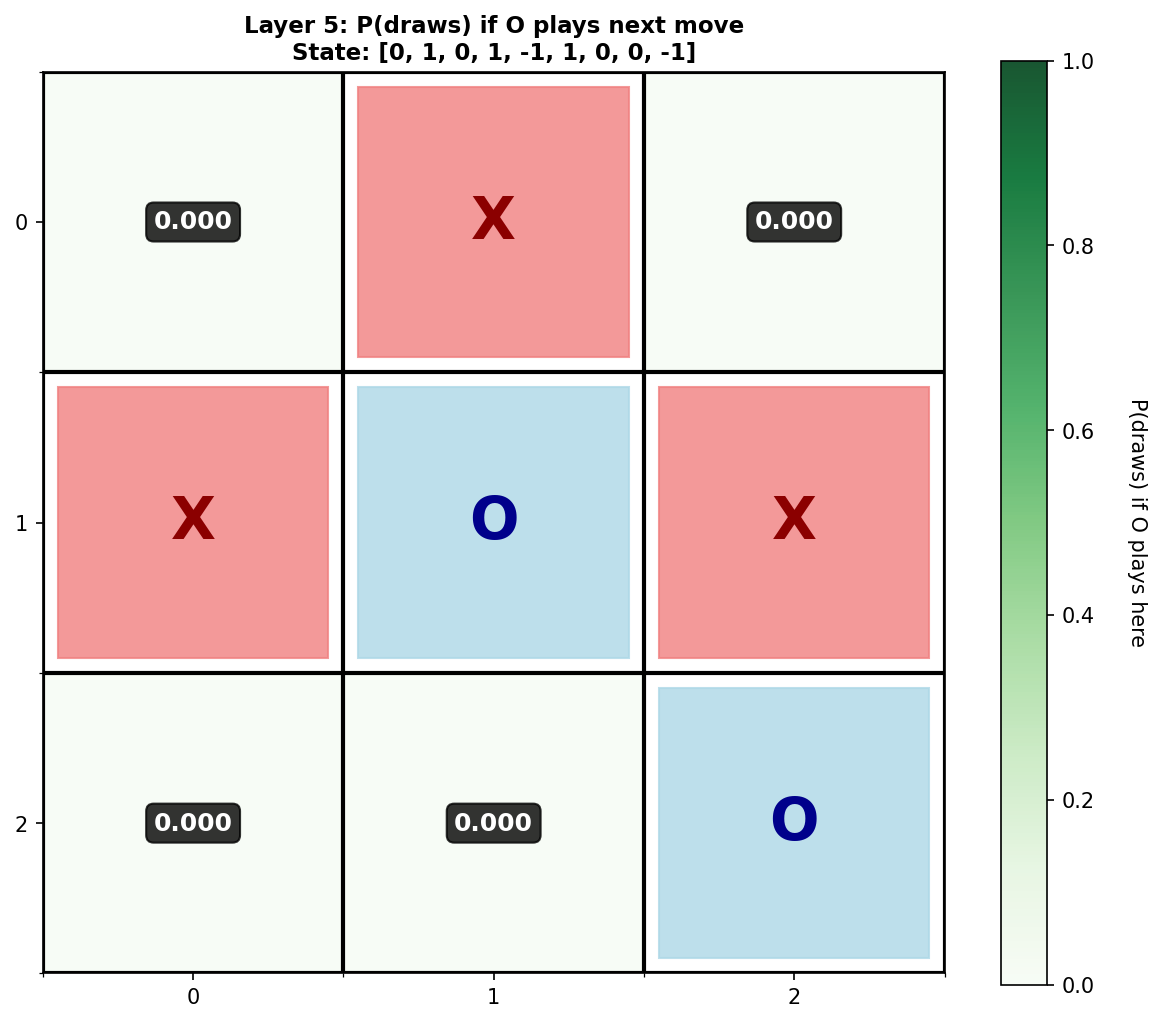 Layer 5: P(draws) if O plays next move
State: [0, 1, 0, 1, -1, 1, 0, 0, -1]
0.000 X 0.000
X O X
0.000 0.000 O
0
1
2
0 1 2
1.0
0.8
0.6
0.4
0.2
0.0
P(draws) if O plays here